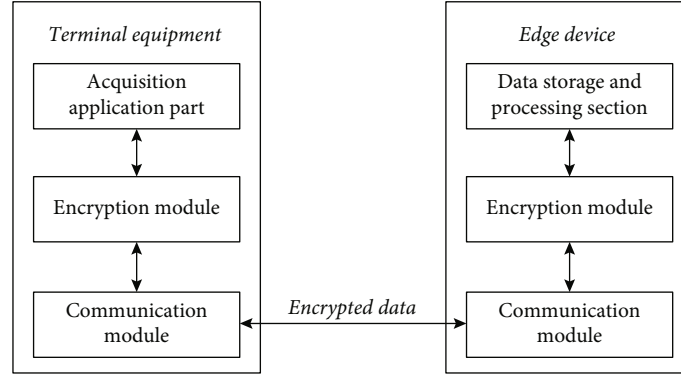 Terminal equipment
Acquisition
application part
Encryption module
Communication
module
Encrypted data
Edge device
Data storage and
processing section
Encryption module
Communication
module